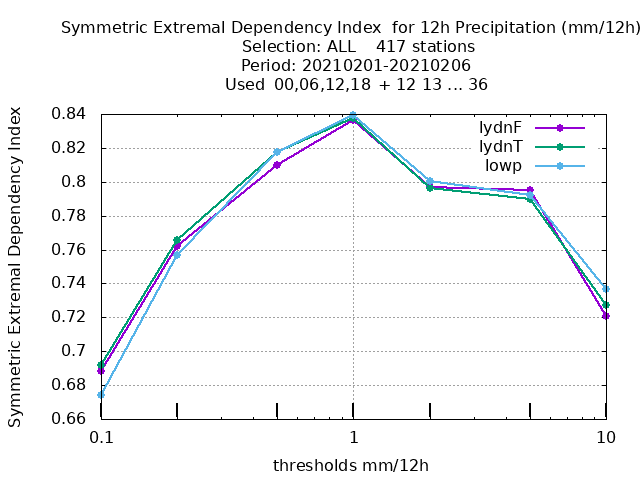 Symmetric Extremal Dependency Index  for 12h Precipitation (mm/12h)
Selection: ALL    417 stations
Period: 20210201-20210206
Used  00,06,12,18  + 12 13 ... 36
Symmetric Extremal Dependency Index
0.84
0.82
0.8
0.78
0.76
0.74
0.72
0.7
0.68
0.66
lydnF
lydnT
lowp
0.1
1
10
thresholds mm/12h